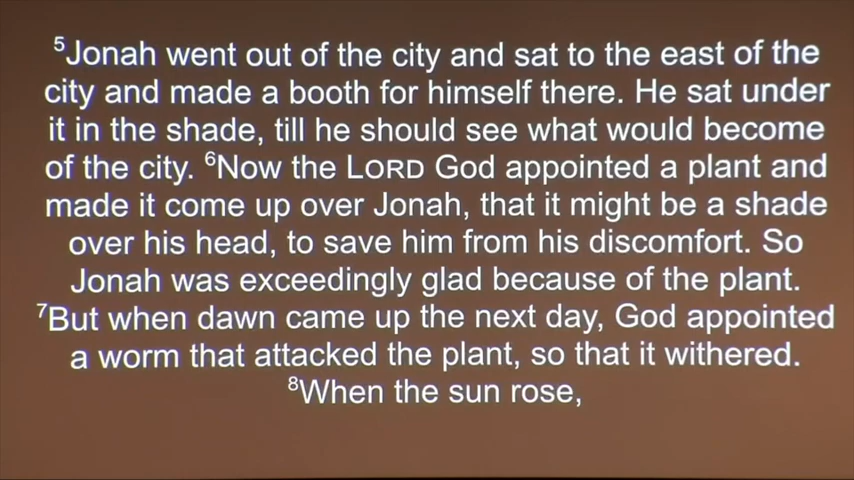 ⁵Jonah went out of the city and sat to the east of the
city and made a booth for himself there. He sat under
it in the shade, till he should see what would become
of the city. ⁶Now the LORD God appointed a plant and
made it come up over Jonah, that it might be a shade
over his head, to save him from his discomfort. So
Jonah was exceedingly glad because of the plant.
⁷But when dawn came up the next day, God appointed
a worm that attacked the plant, so that it withered.
⁸When the sun rose,